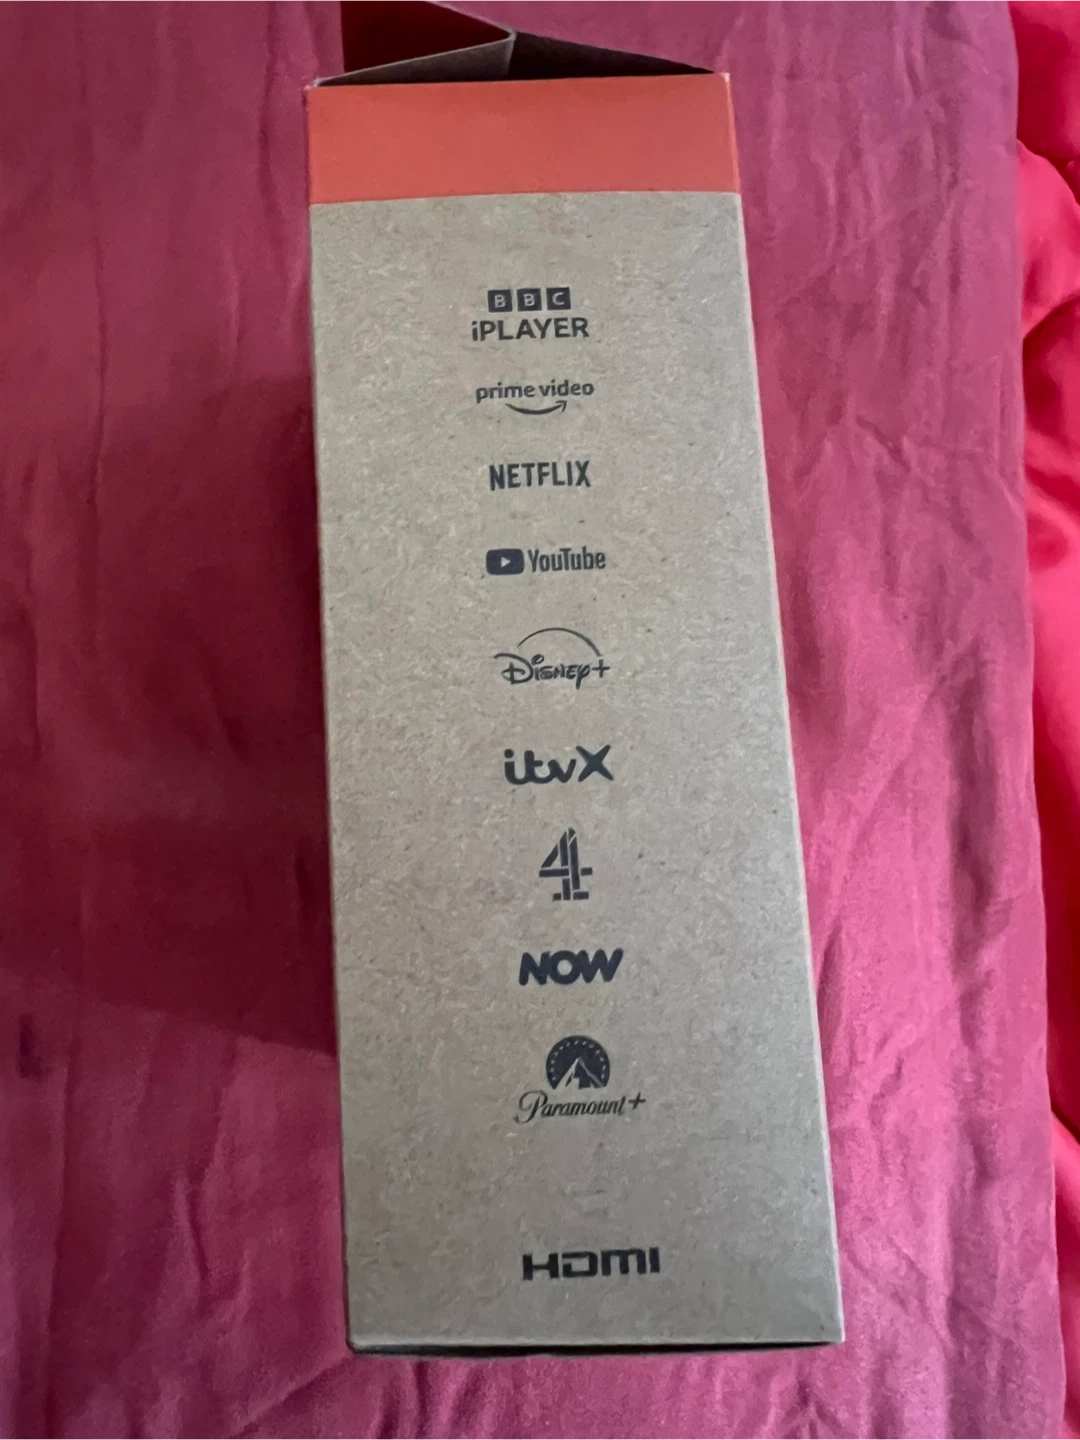 BBC
iPLAYER
prime video
NETFLIX
YouTube
Disney+
itvX
4
NOW
Paramount+
HDMI